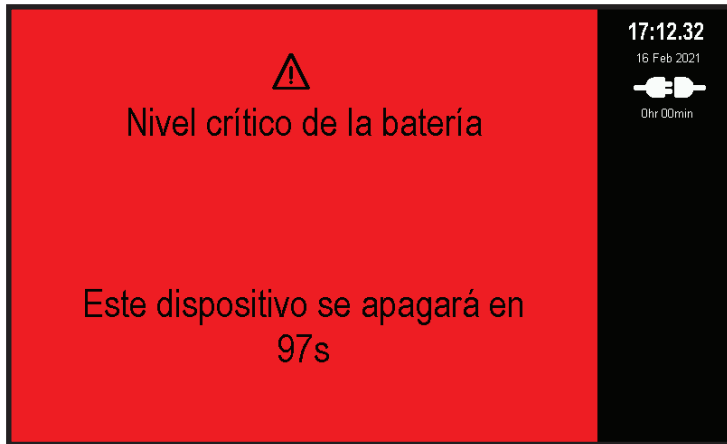 Nivel crítico de la batería
Este dispositivo se apagará en
97s
17:12.32
16 Feb 2021
0hr 00min